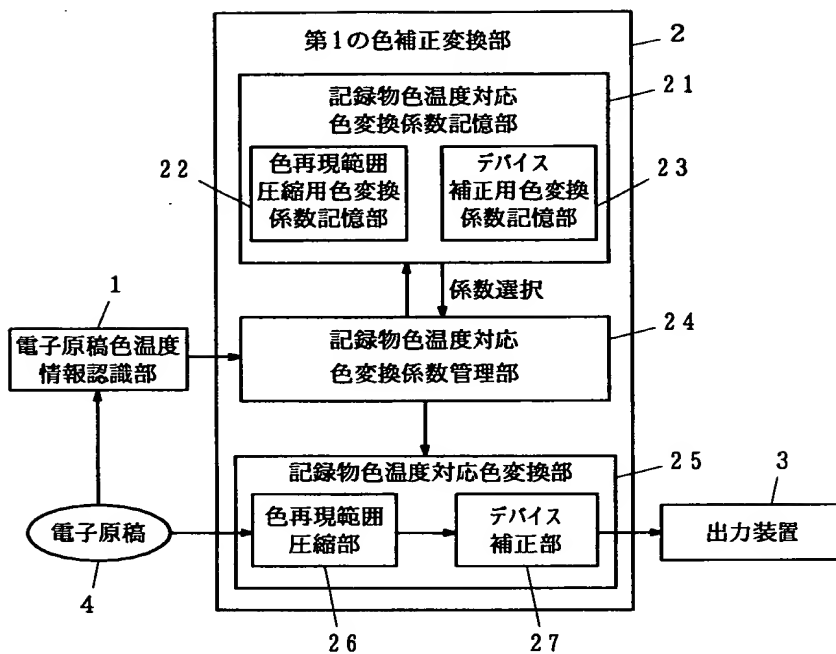 第1の色補正変換部
2
記録物色温度対応
色変換係数記憶部
21
22
色再現範囲
圧縮用色変換
係数記憶部
デバイス
補正用色変換
係数記憶部
23
係数選択
1
電子原稿色温度
情報認識部
記録物色温度対応
色変換係数管理部
24
記録物色温度対応色変換部
25
電子原稿
4
色再現範囲
圧縮部
デバイス
補正部
3
出力装置
26
27